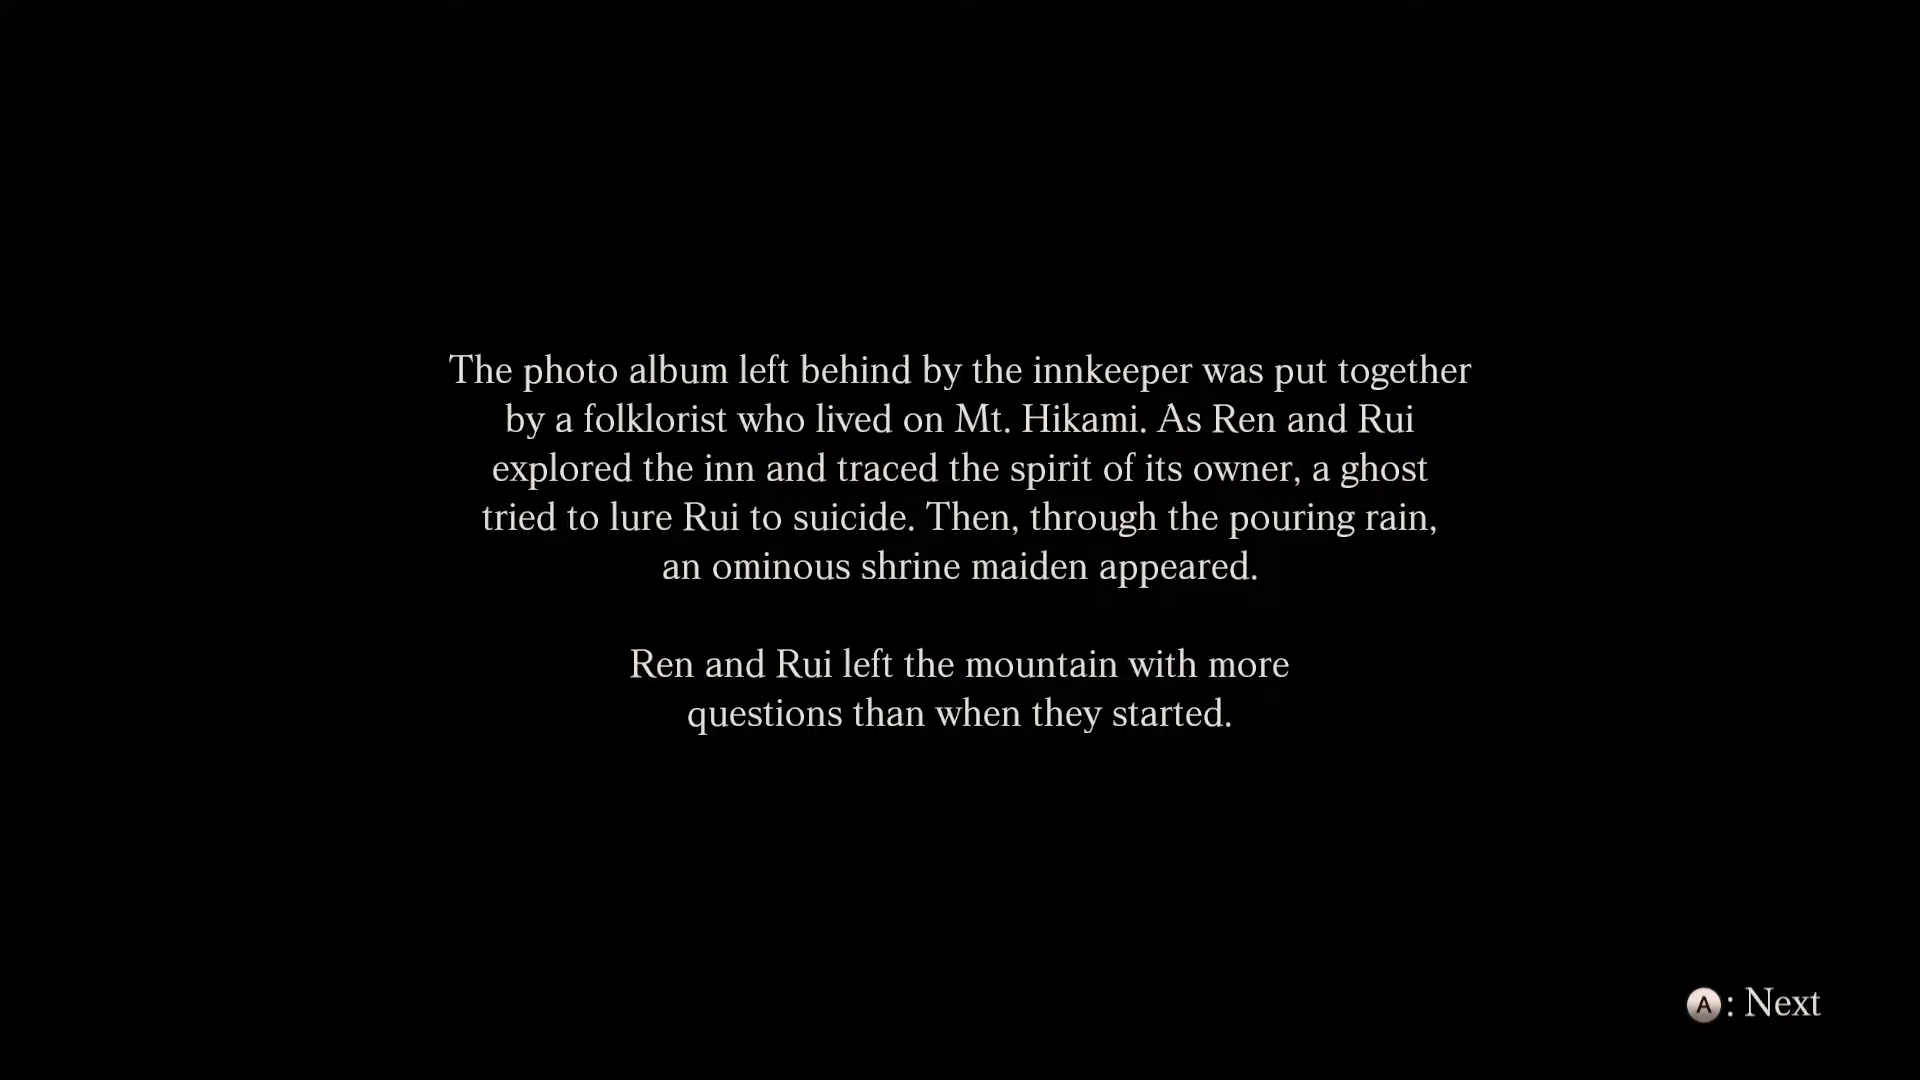 The photo album left behind by the innkeeper was put together
by a folklorist who lived on Mt. Hikami. As Ren and Rui
explored the inn and traced the spirit of its owner, a ghost
tried to lure Rui to suicide. Then, through the pouring rain,
an ominous shrine maiden appeared.
Ren and Rui left the mountain with more
questions than when they started.
A : Next